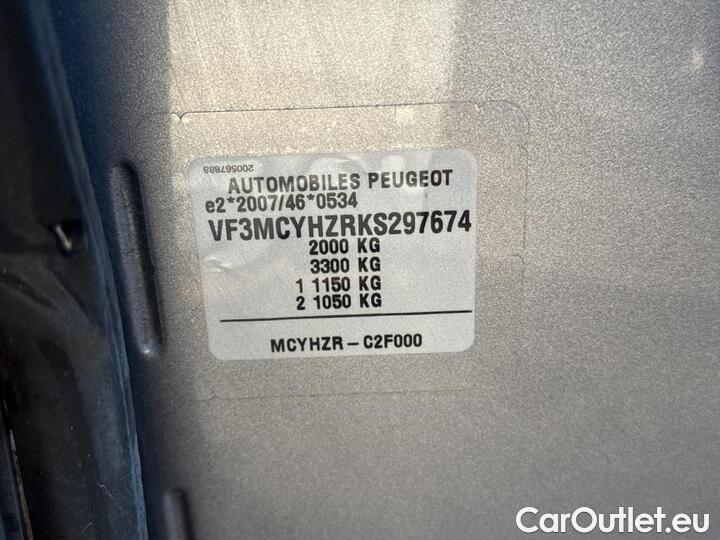 200567888
AUTOMOBILES PEUGEOT
e2*2007/46*0534
VF3MCYHZRKS297674
2000 KG
3300 KG
1 1150 KG
2 1050 KG
MCYHZR – C2F000
CarOutlet.eu